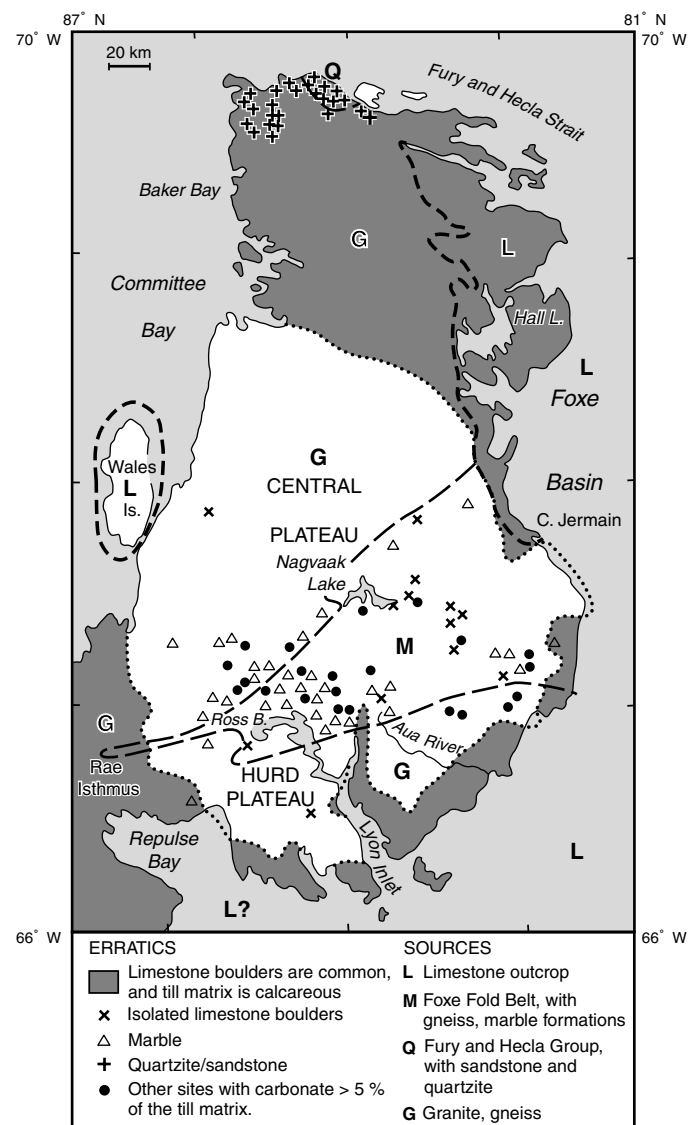 87° N
81° N
70° W
70° W
20 km
Q
Fury and Hecla Strait
Baker Bay
G
L
Committee
Bay
Hall L.
L
Foxe
Basin
C. Jermain
Wales
L
Is.
G
CENTRAL
PLATEAU
Nagvaak
Lake
M
G
Rae
Isthmus
Ross B.
Aua River
HURD
PLATEAU
G
Repulse
Bay
Lyon Inlet
L
L?
66° W
66° W
ERRATICS
Limestone boulders are common,
and till matrix is calcareous
Isolated limestone boulders
Marble
Quartzite/sandstone
Other sites with carbonate > 5 %
of the till matrix.
SOURCES
L Limestone outcrop
M Foxe Fold Belt, with
gneiss, marble formations
Q Fury and Hecla Group,
with sandstone and
quartzite
G Granite, gneiss